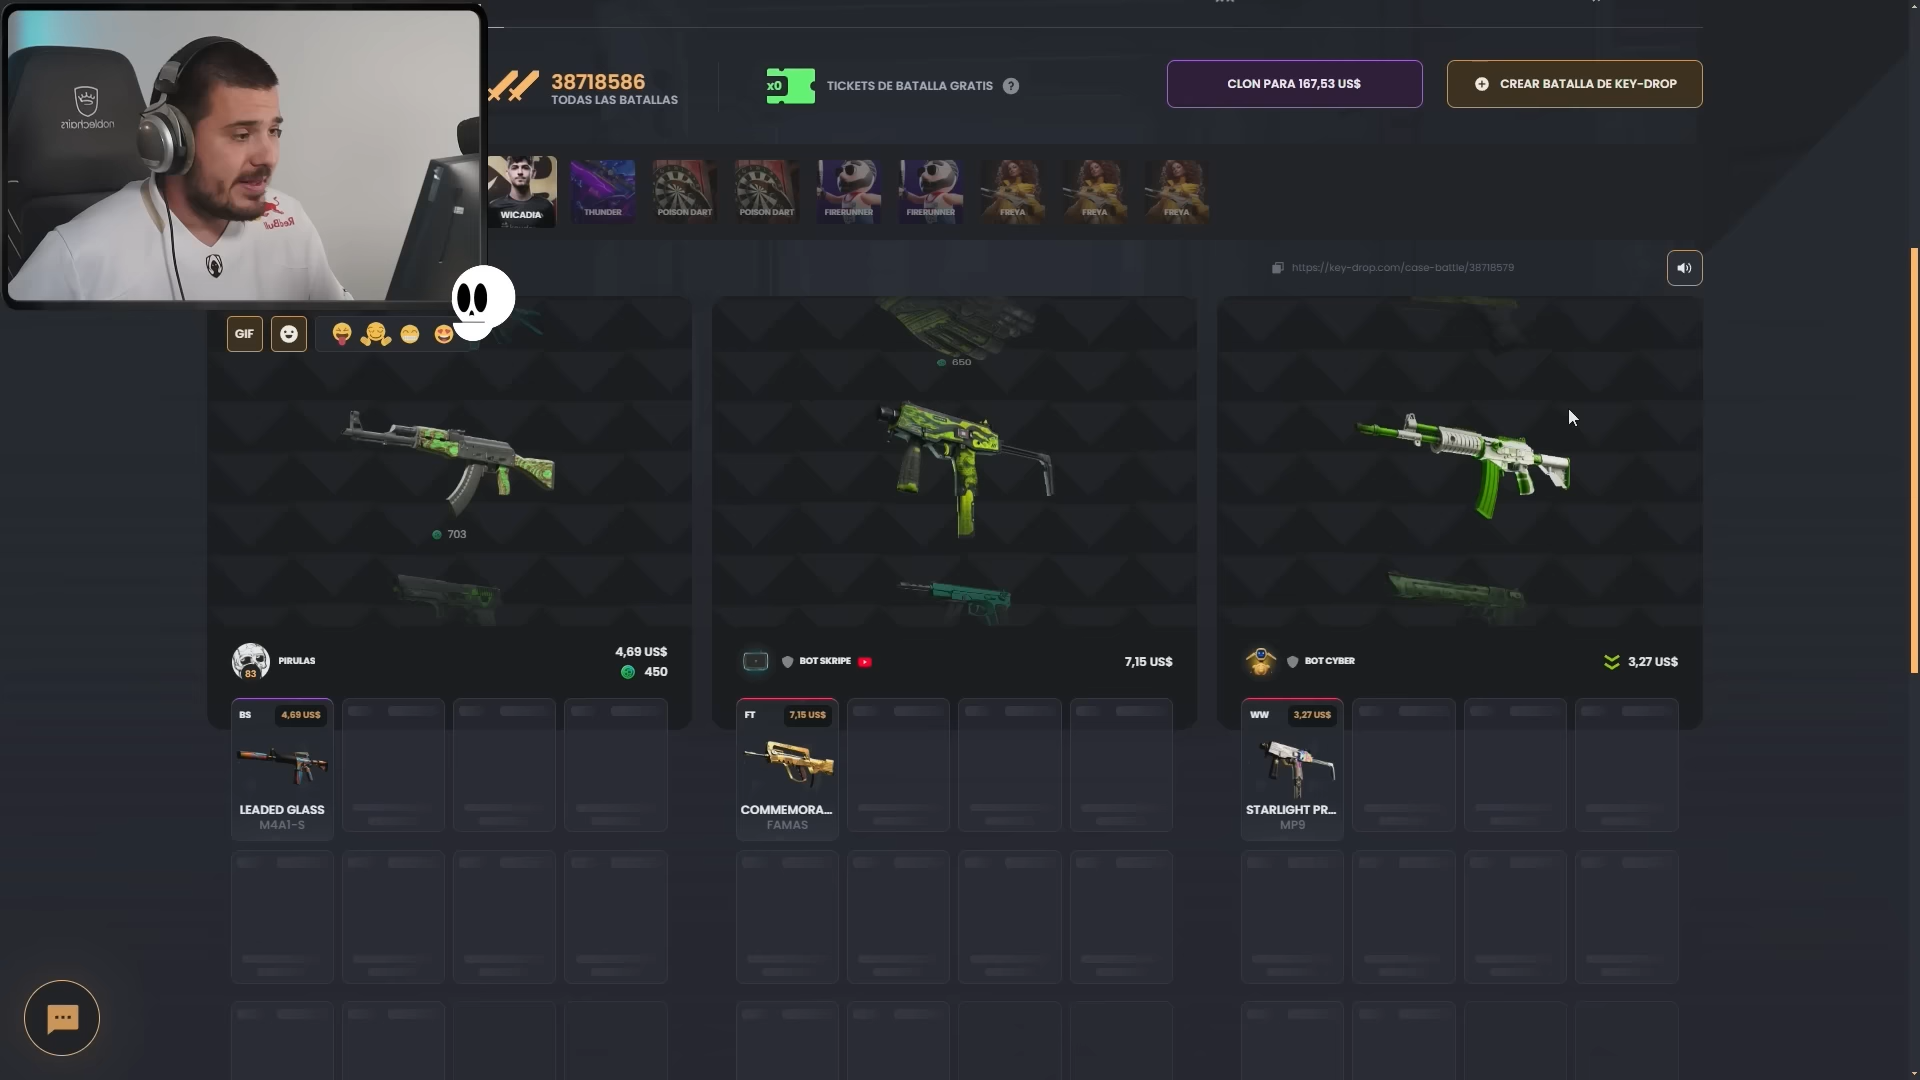 noblechairs
RedBull
38718586
TODAS LAS BATALLAS
x0
TICKETS DE BATALLA GRATIS
?
CLON PARA 167,53 US$
CREAR BATALLA DE KEY-DROP
WICADIA
THUNDER
POISON DART
POISON DART
FIRERUNNER
FIRERUNNER
FREYA
FREYA
FREYA
https://key-drop.com/case-battle/38718579
GIF
650
703
83
PIRULAS
4,69 US$
450
BOT SKRIPE
7,15 US$
BOT CYBER
3,27 US$
BS
4,69 US$
LEADED GLASS
M4A1-S
FT
7,15 US$
COMMEMORA...
FAMAS
WW
3,27 US$
STARLIGHT PR...
MP9